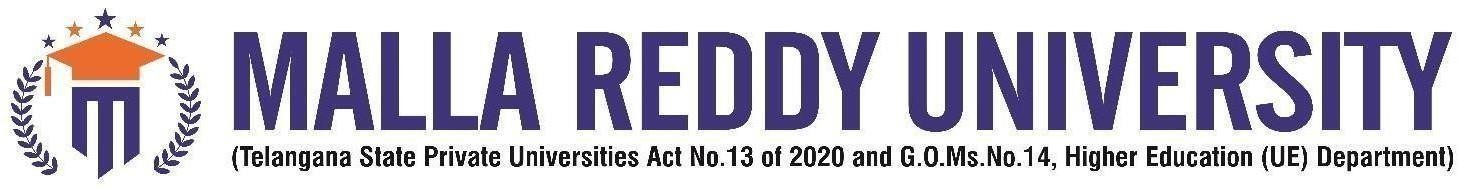 MALLA REDDY UNIVERSITY
(Telangana State Private Universities Act No.13 of 2020 and G.O.Ms.No.14, Higher Education (UE) Department)